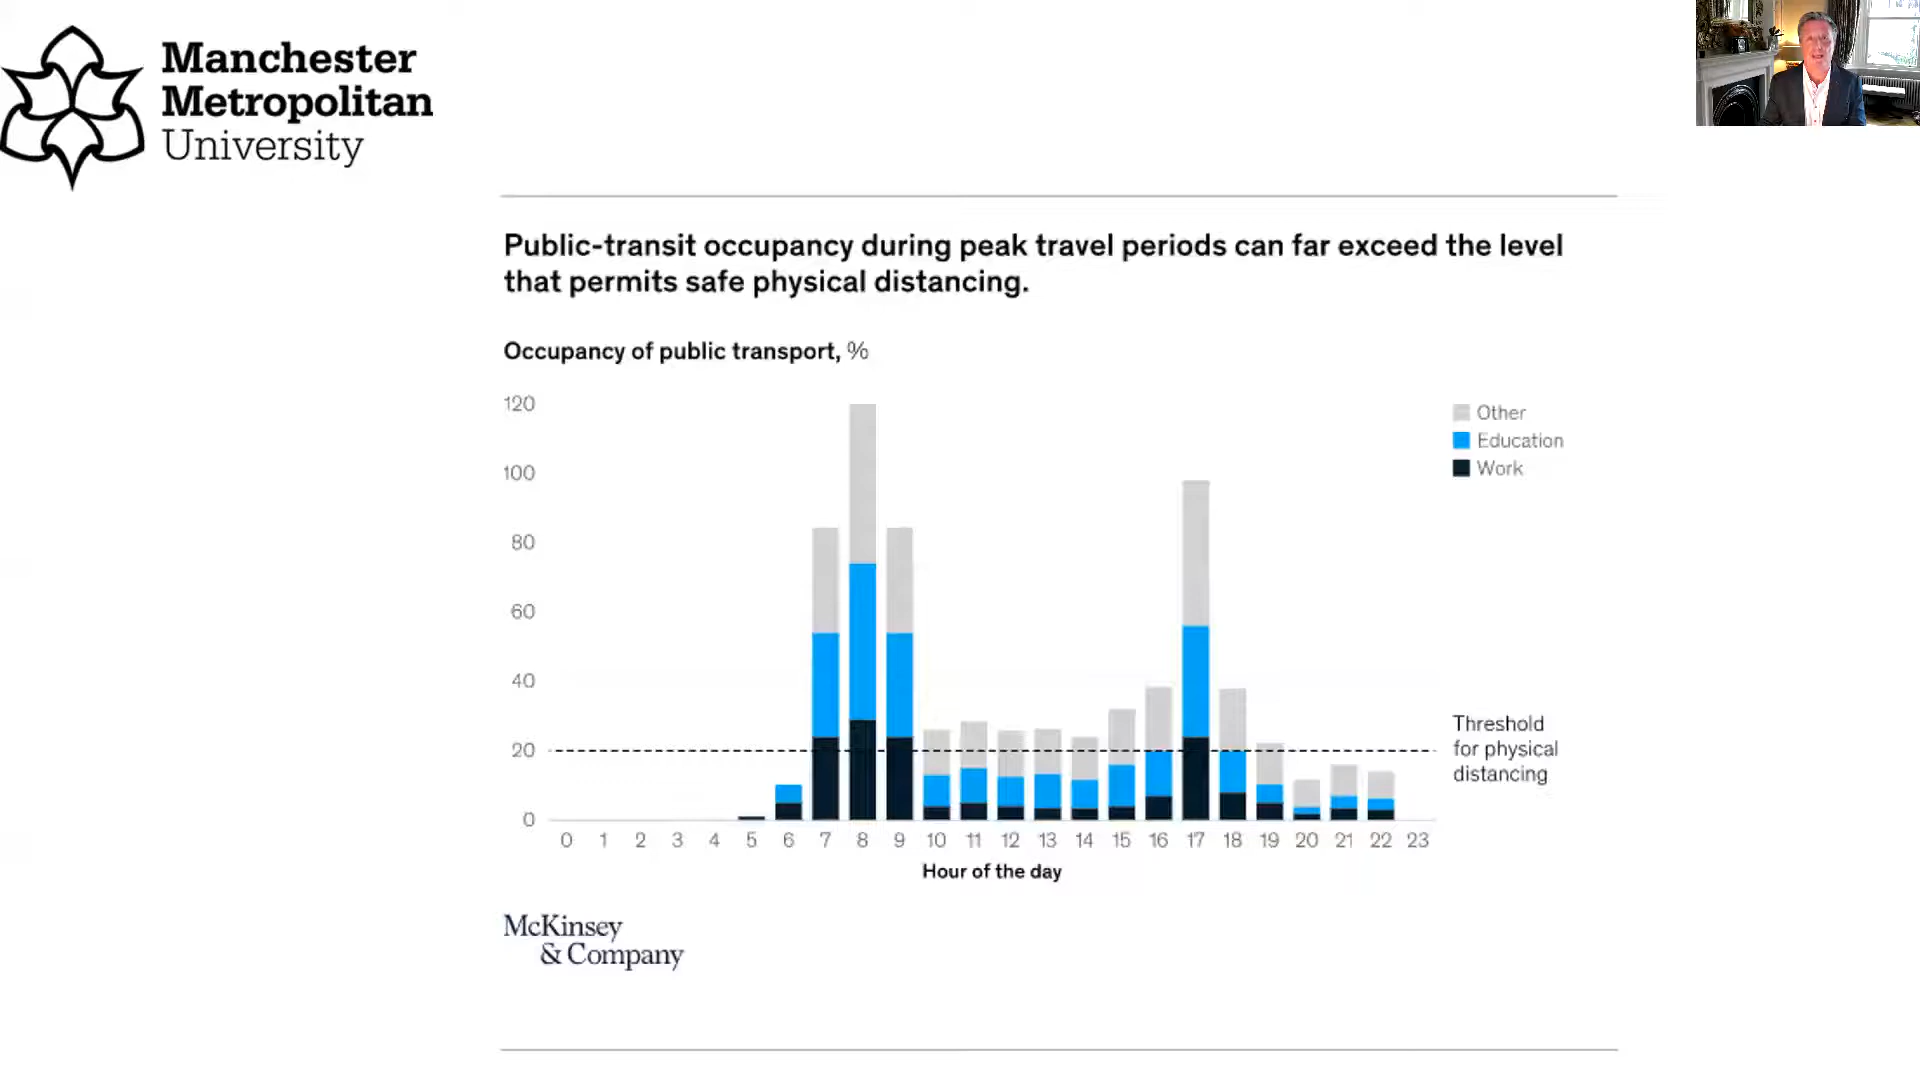 Manchester
Metropolitan
University
Public-transit occupancy during peak travel periods can far exceed the level
that permits safe physical distancing.
Occupancy of public transport, %
120
100
80
60
40
20
0
Other
Education
Work
Threshold
for physical
distancing
0 1 2 3 4 5 6 7 8 9 10 11 12 13 14 15 16 17 18 19 20 21 22 23
Hour of the day
McKinsey
& Company